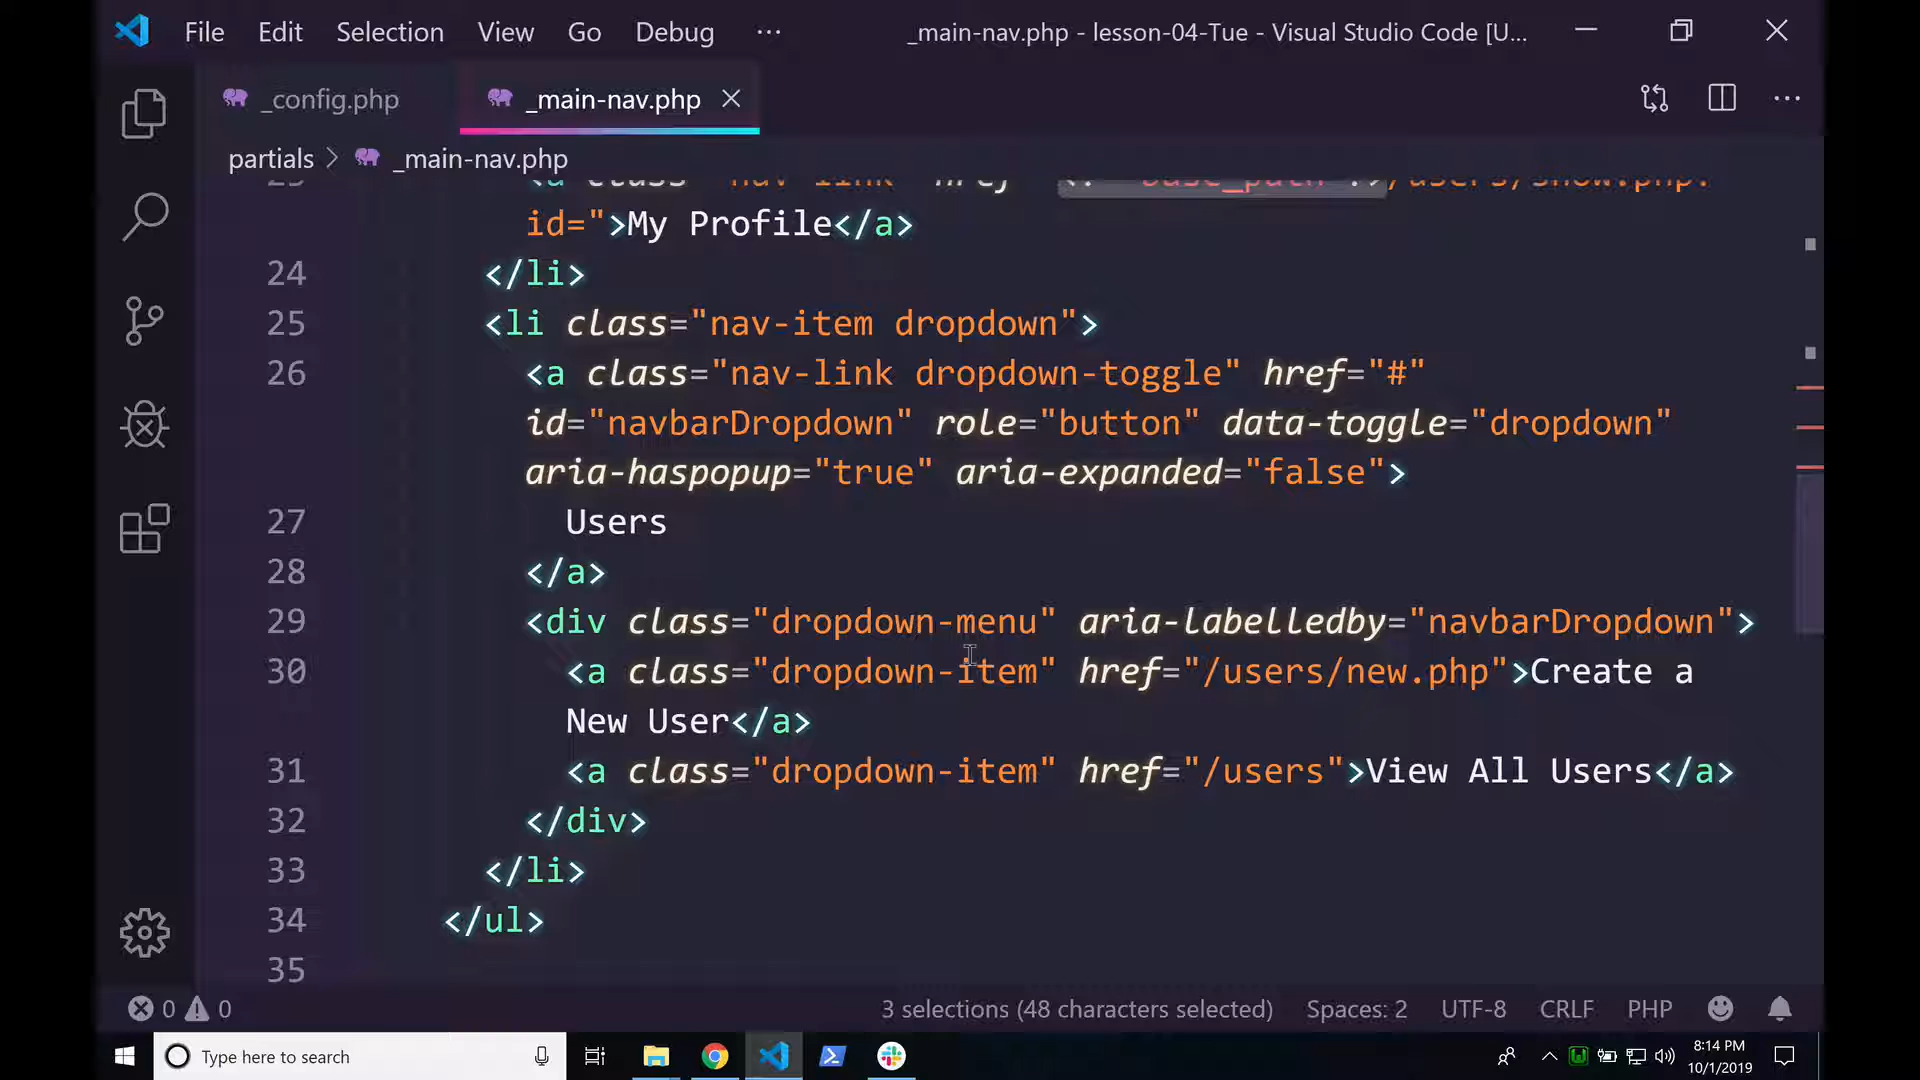 File Edit Selection View Go Debug ··· _main-nav.php - lesson-04-Tue - Visual Studio Code [U...
_config.php _main-nav.php
partials > _main-nav.php
id=">My Profile</a>
24 </li>
25 <li class="nav-item dropdown">
26 <a class="nav-link dropdown-toggle" href="#"
id="navbarDropdown" role="button" data-toggle="dropdown"
aria-haspopup="true" aria-expanded="false">
27 Users
28 </a>
29 <div class="dropdown-menu" aria-labelledby="navbarDropdown">
30 <a class="dropdown-item" href="/users/new.php">Create a
New User</a>
31 <a class="dropdown-item" href="/users">View All Users</a>
32 </div>
33 </li>
34 </ul>
35
0 0 3 selections (48 characters selected) Spaces: 2 UTF-8 CRLF PHP
Type here to search
8:14 PM
10/1/2019